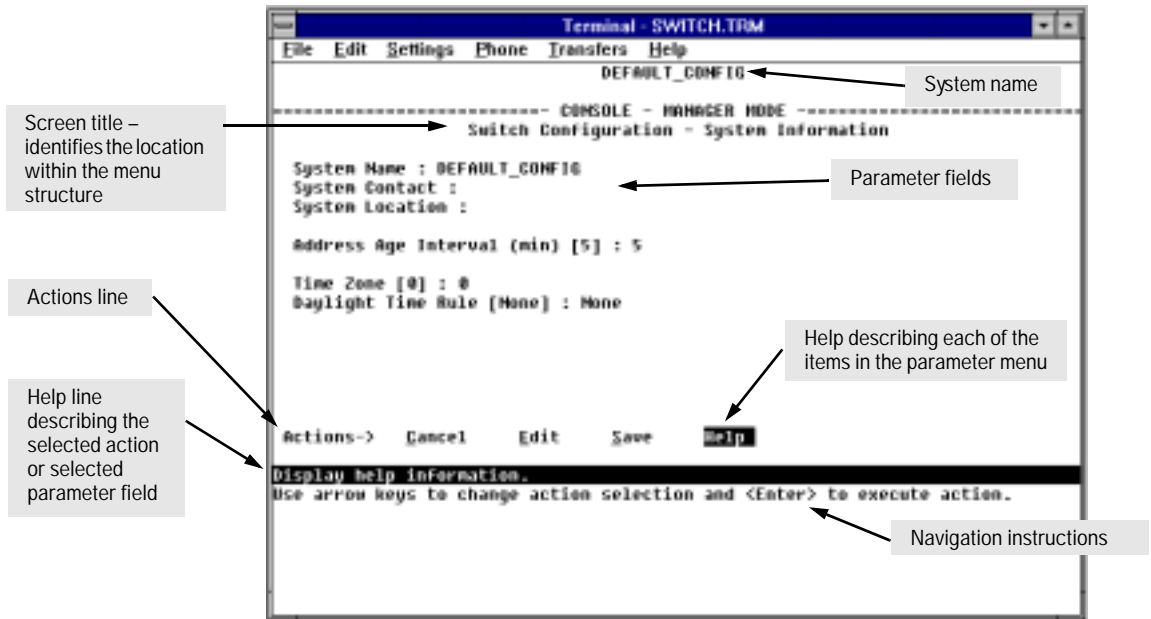 Terminal - SWITCH.TRM
File Edit Settings Phone Transfers Help
DEFAULT_CONFIG
System name
- CONSOLE - MANAGER MODE -
Screen title –
identifies the location
within the menu
structure
Switch Configuration - System Information
System Name : DEFAULT_CONFIG
System Contact :
System Location :
Parameter fields
Address Age Interval (min) [5] : 5
Time Zone [0] : 0
Daylight Time Rule [None] : None
Actions line
Help describing each of the
items in the parameter menu
Help line
describing the
selected action
or selected
parameter field
Actions-> Cancel Edit Save Help
Display help information.
Use arrow keys to change action selection and <Enter> to execute action.
Navigation instructions